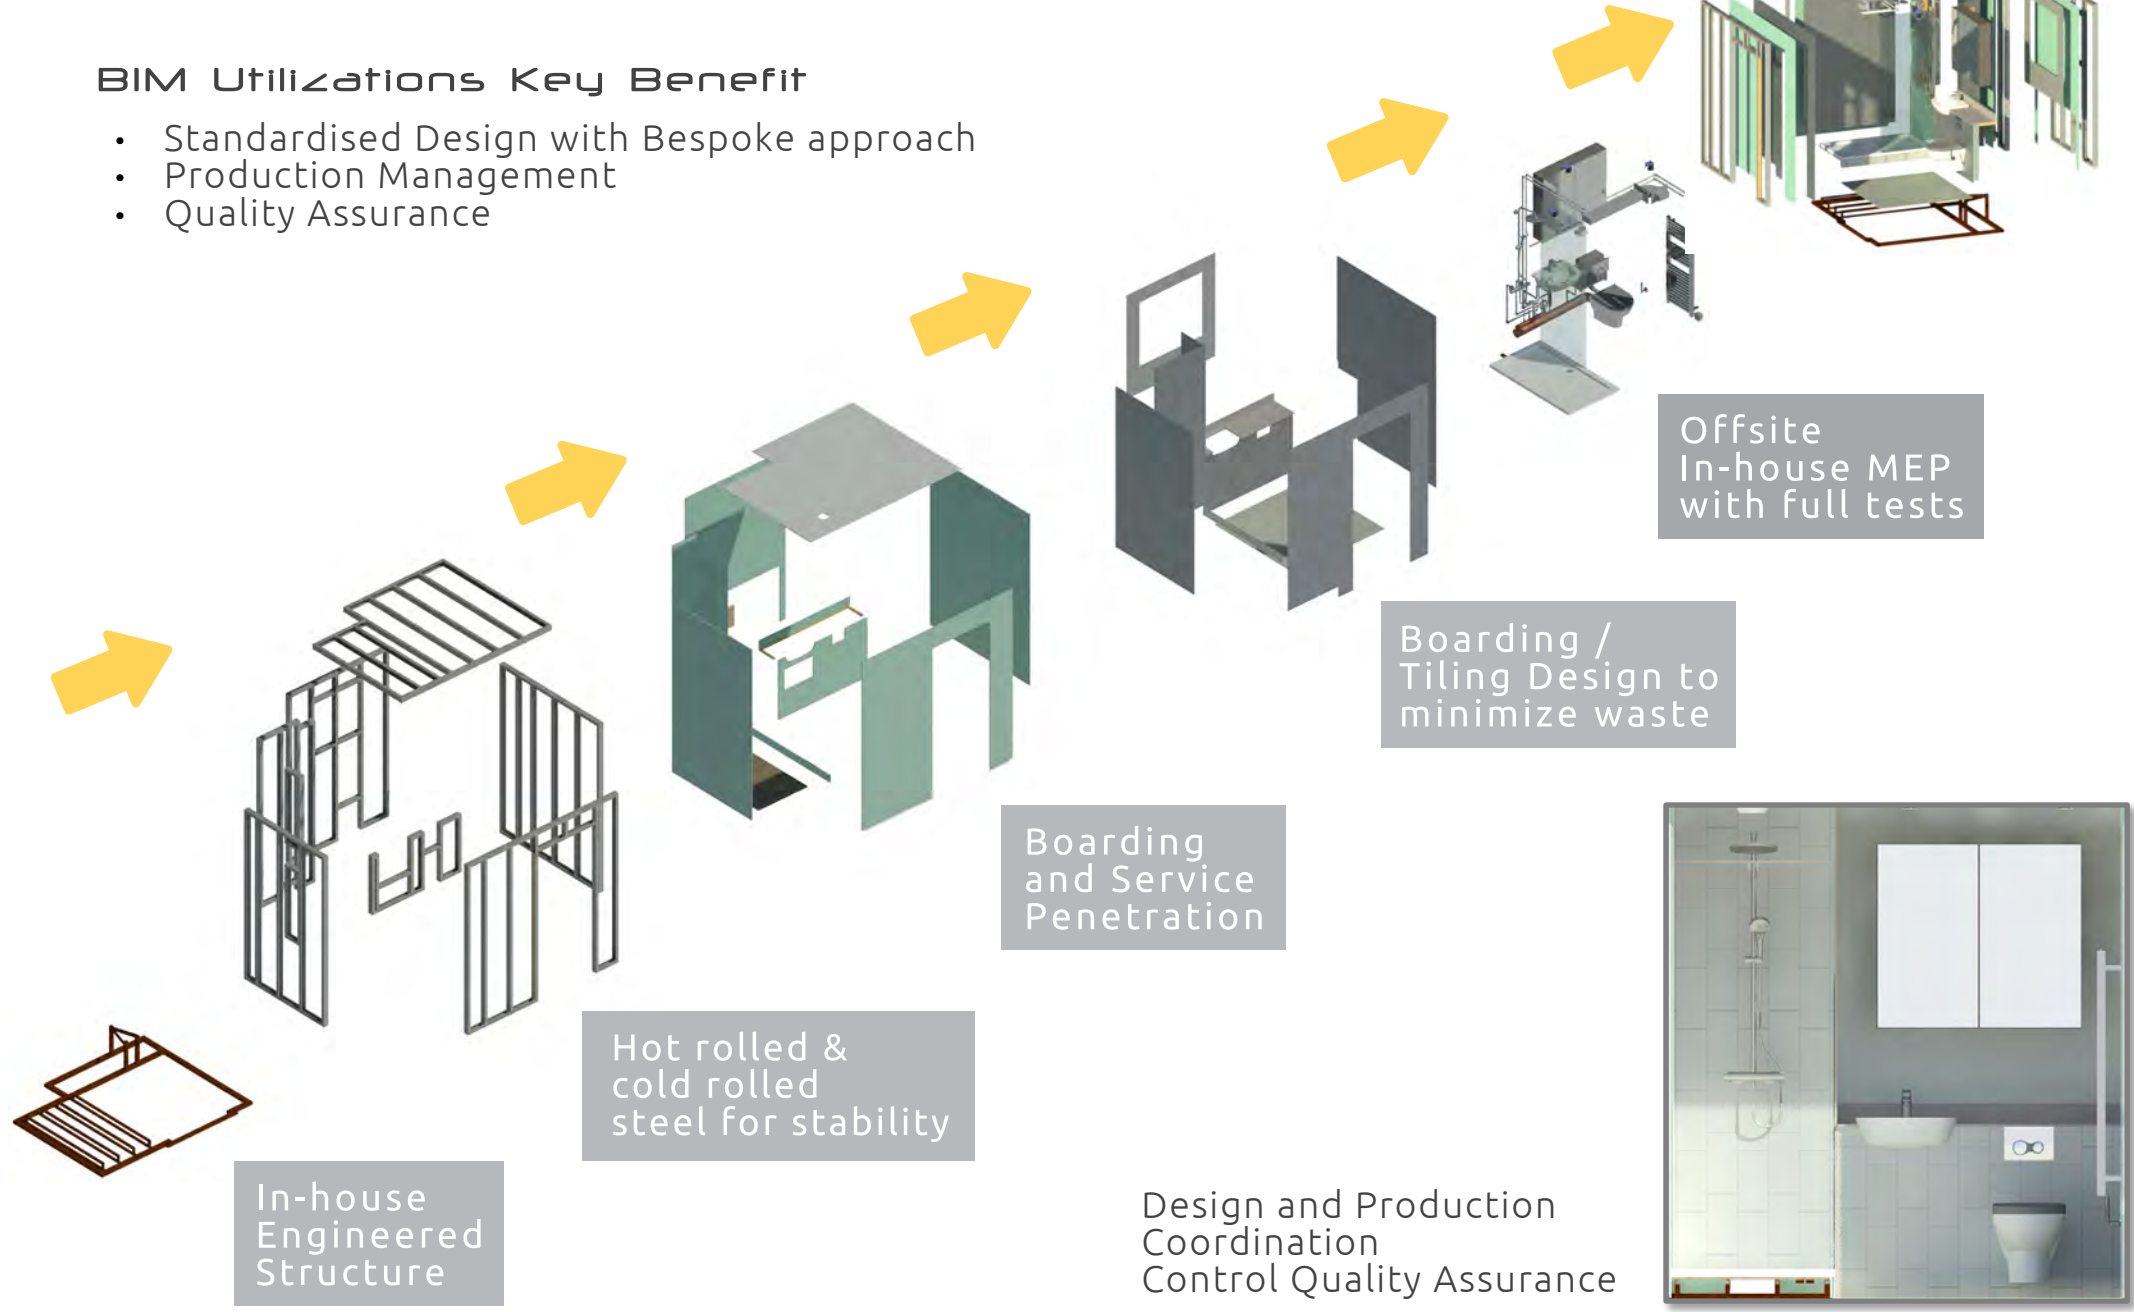 BIM Utilizations Key Benefit
• Standardised Design with Bespoke approach
• Production Management
• Quality Assurance
Offsite
In-house MEP
with full tests
Boarding /
Tiling Design to
minimize waste
Boarding
and Service
Penetration
Hot rolled &
cold rolled
steel for stability
In-house
Engineered
Structure
Design and Production
Coordination
Control Quality Assurance